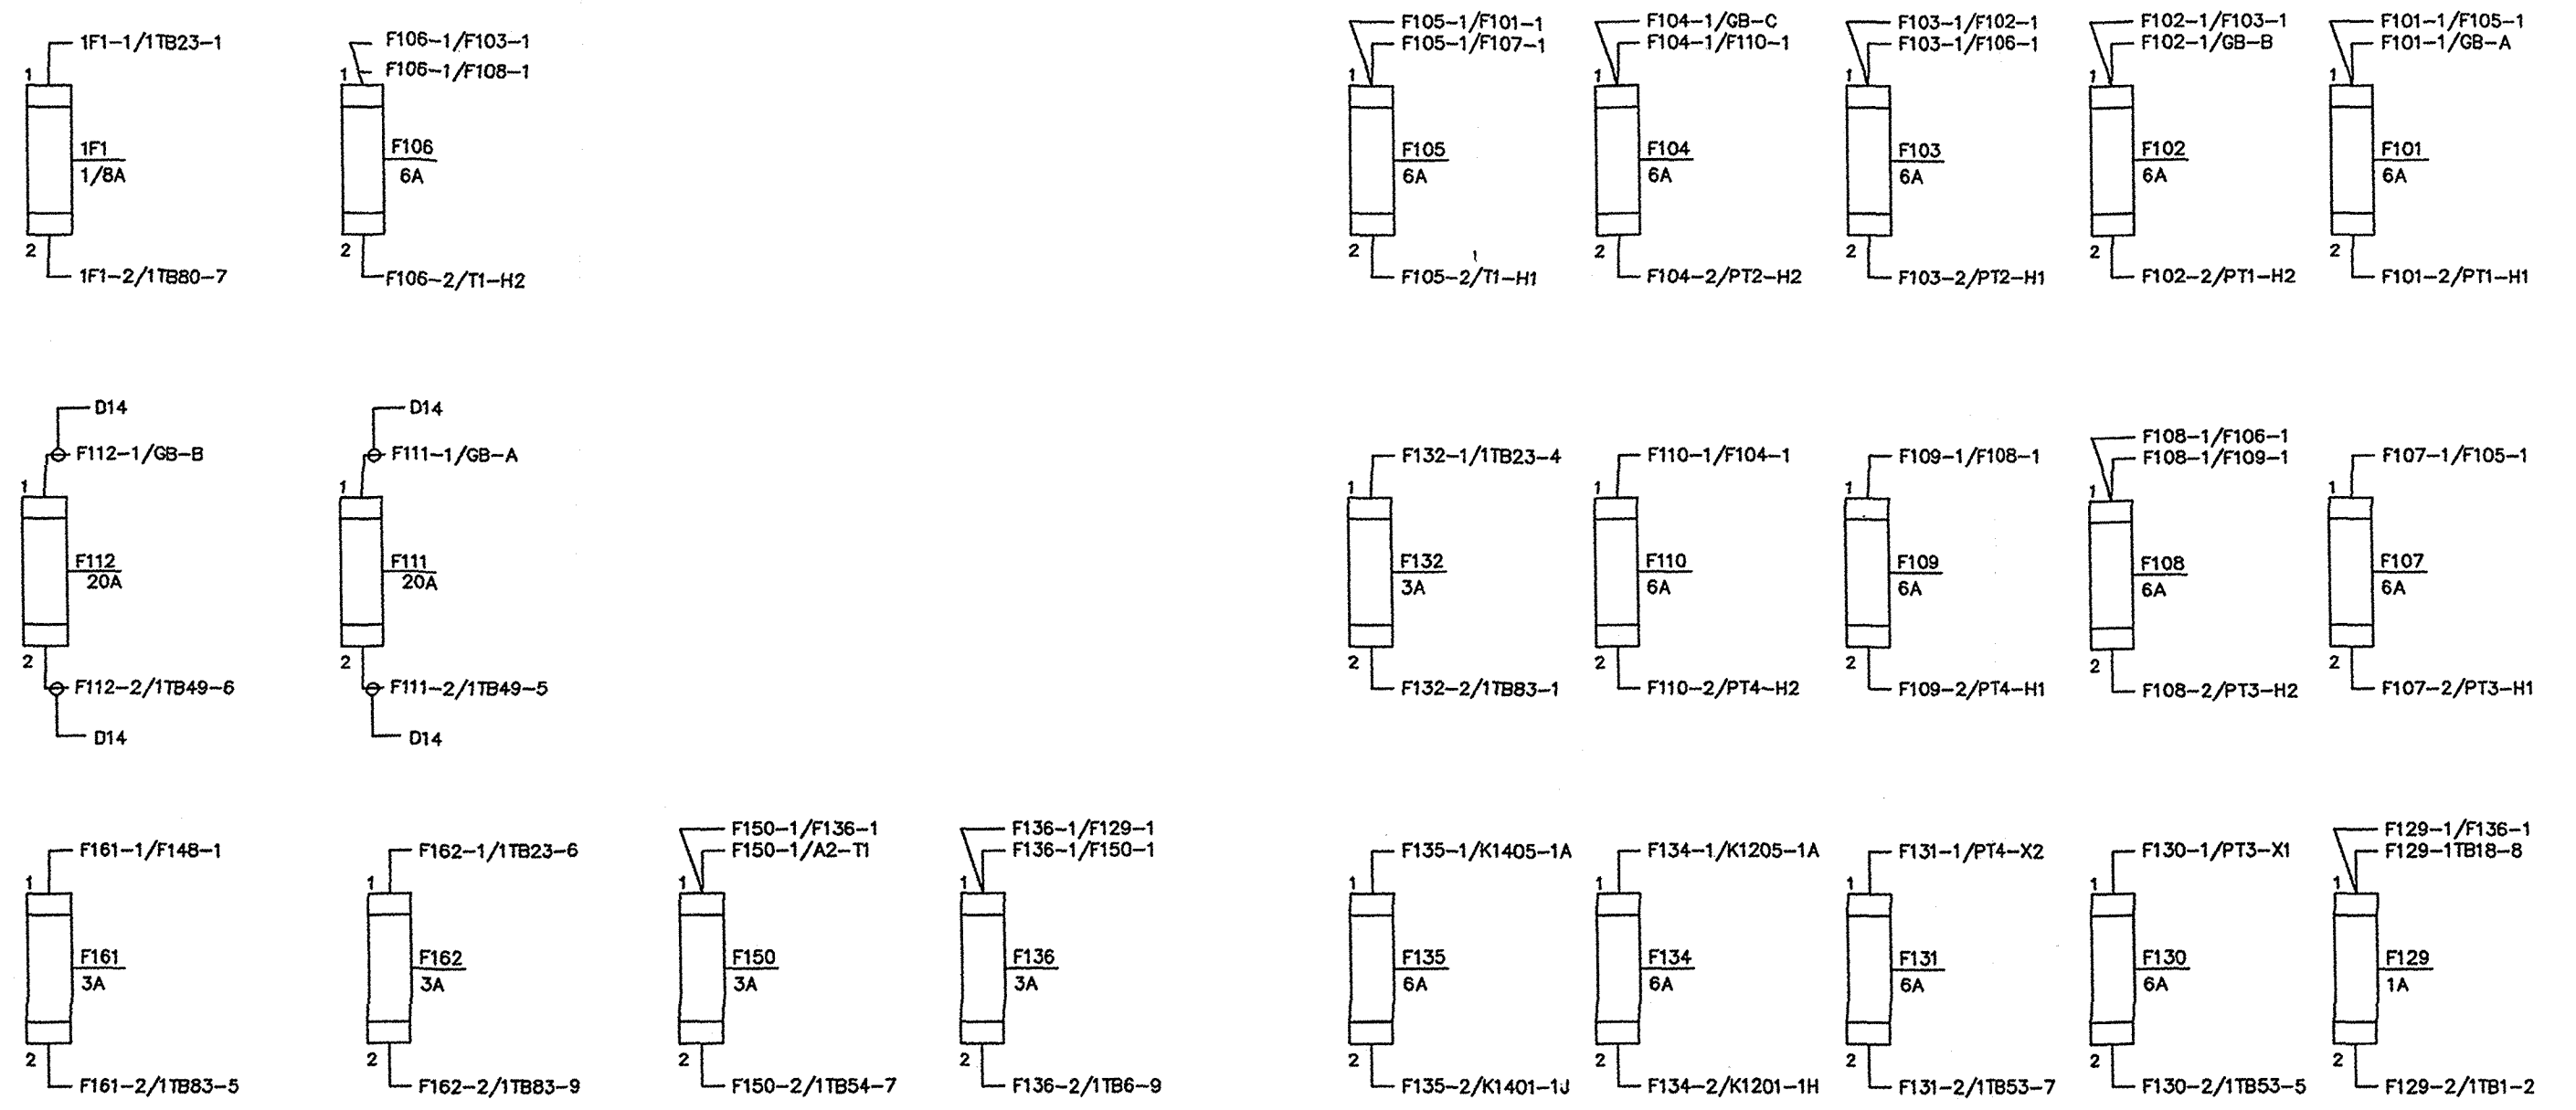 1F1-1/1TB23-1
1
1F1
1/8A
2
1F1-2/1TB80-7
F106-1/F103-1
F106-1/F108-1
1
F106
6A
2
F106-2/T1-H2
F105-1/F101-1
F105-1/F107-1
1
F105
6A
2
F105-2/T1-H1
F104-1/GB-C
F104-1/F110-1
1
F104
6A
2
F104-2/PT2-H2
F103-1/F102-1
F103-1/F106-1
1
F103
6A
2
F103-2/PT2-H1
F102-1/F103-1
F102-1/GB-B
1
F102
6A
2
F102-2/PT1-H2
F101-1/F105-1
F101-1/GB-A
1
F101
6A
2
F101-2/PT1-H1
D14
F112-1/GB-B
1
F112
20A
2
F112-2/1TB49-6
D14
D14
F111-1/GB-A
1
F111
20A
2
F111-2/1TB49-5
D14
F132-1/1TB23-4
1
F132
3A
2
F132-2/1TB83-1
F110-1/F104-1
1
F110
6A
2
F110-2/PT4-H2
F109-1/F108-1
1
F109
6A
2
F109-2/PT4-H1
F108-1/F106-1
F108-1/F109-1
1
F108
6A
2
F108-2/PT3-H2
F107-1/F105-1
1
F107
6A
2
F107-2/PT3-H1
F161-1/F148-1
1
F161
3A
2
F161-2/1TB83-5
F162-1/1TB23-6
1
F162
3A
2
F162-2/1TB83-9
F150-1/F136-1
F150-1/A2-T1
1
F150
3A
2
F150-2/1TB54-7
F136-1/F129-1
F136-1/F150-1
1
F136
3A
2
F136-2/1TB6-9
F135-1/K1405-1A
1
F135
6A
2
F135-2/K1401-1J
F134-1/K1205-1A
1
F134
6A
2
F134-2/K1201-1H
F131-1/PT4-X2
1
F131
6A
2
F131-2/1TB53-7
F130-1/PT3-X1
1
F130
6A
2
F130-2/1TB53-5
F129-1/F136-1
F129-1TB18-8
1
F129
1A
2
F129-2/1TB1-2